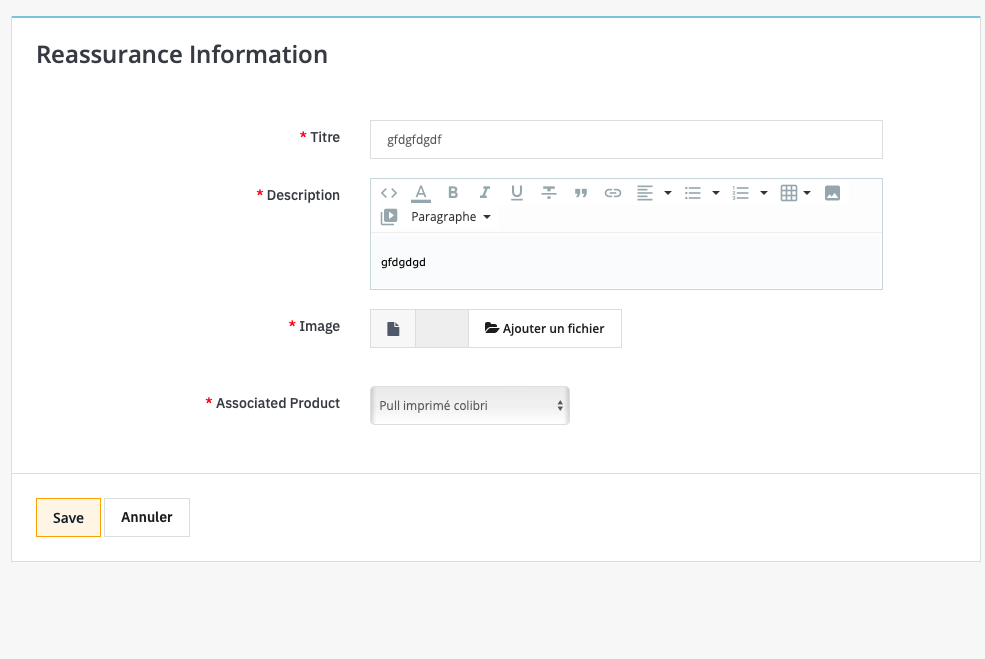 Reassurance Information
* Titre
gfdgfdgdf
* Description
Paragraphe
gfdgdgd
* Image
Ajouter un fichier
* Associated Product
Pull imprimé colibri
Save
Annuler